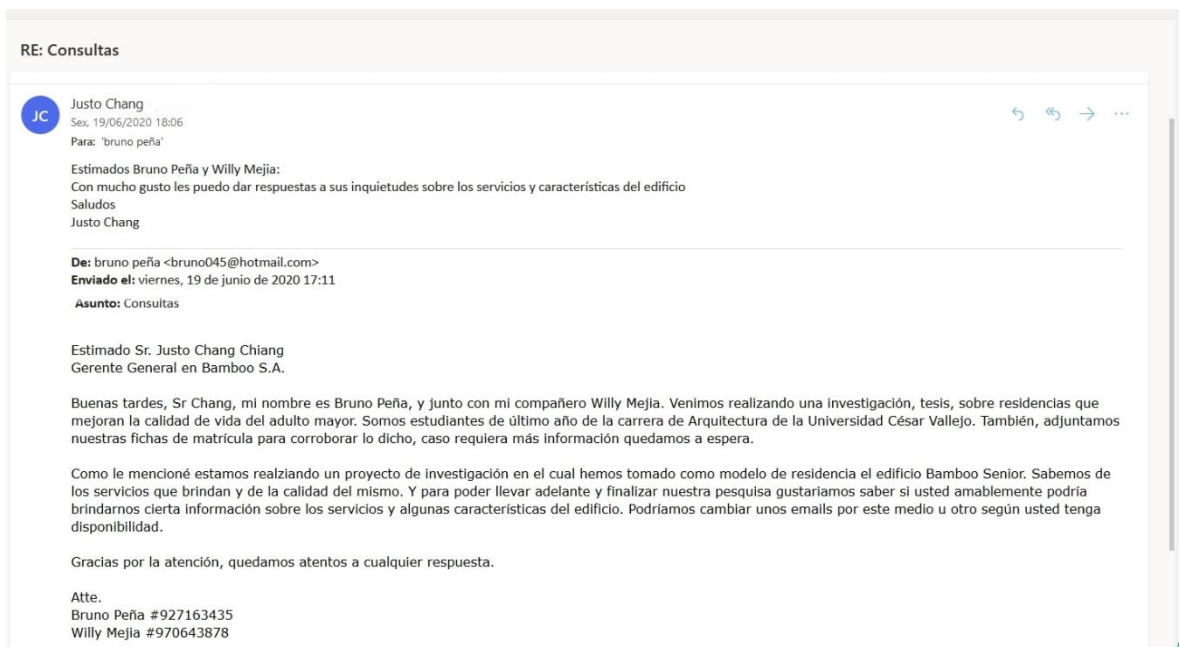 RE: Consultas
JC
Justo Chang
Sex. 19/06/2020 18:06
Para: 'bruno peña'
Estimados Bruno Peña y Willy Mejia:
Con mucho gusto les puedo dar respuestas a sus inquietudes sobre los servicios y características del edificio
Saludos
Justo Chang
De: bruno peña <bruno045@hotmail.com>
Enviado el: viernes, 19 de junio de 2020 17:11
Asunto: Consultas
Estimado Sr. Justo Chang Chiang
Gerente General en Bamboo S.A.
Buenas tardes, Sr Chang, mi nombre es Bruno Peña, y junto con mi compañero Willy Mejia. Venimos realizando una investigación, tesis, sobre residencias que
mejoran la calidad de vida del adulto mayor. Somos estudiantes de último año de la carrera de Arquitectura de la Universidad César Vallejo. También, adjuntamos
nuestras fichas de matrícula para corroborar lo dicho, caso requiera más información quedamos a espera.
Como le mencioné estamos realziando un proyecto de investigación en el cual hemos tomado como modelo de residencia el edificio Bamboo Senior. Sabemos de
los servicios que brindan y de la calidad del mismo. Y para poder llevar adelante y finalizar nuestra pesquisa gustariamos saber si usted amablemente podría
brindarnos cierta información sobre los servicios y algunas características del edificio. Podríamos cambiar unos emails por este medio u otro según usted tenga
disponibilidad.
Gracias por la atención, quedamos atentos a cualquier respuesta.
Atte.
Bruno Peña #927163435
Willy Mejia #970643878